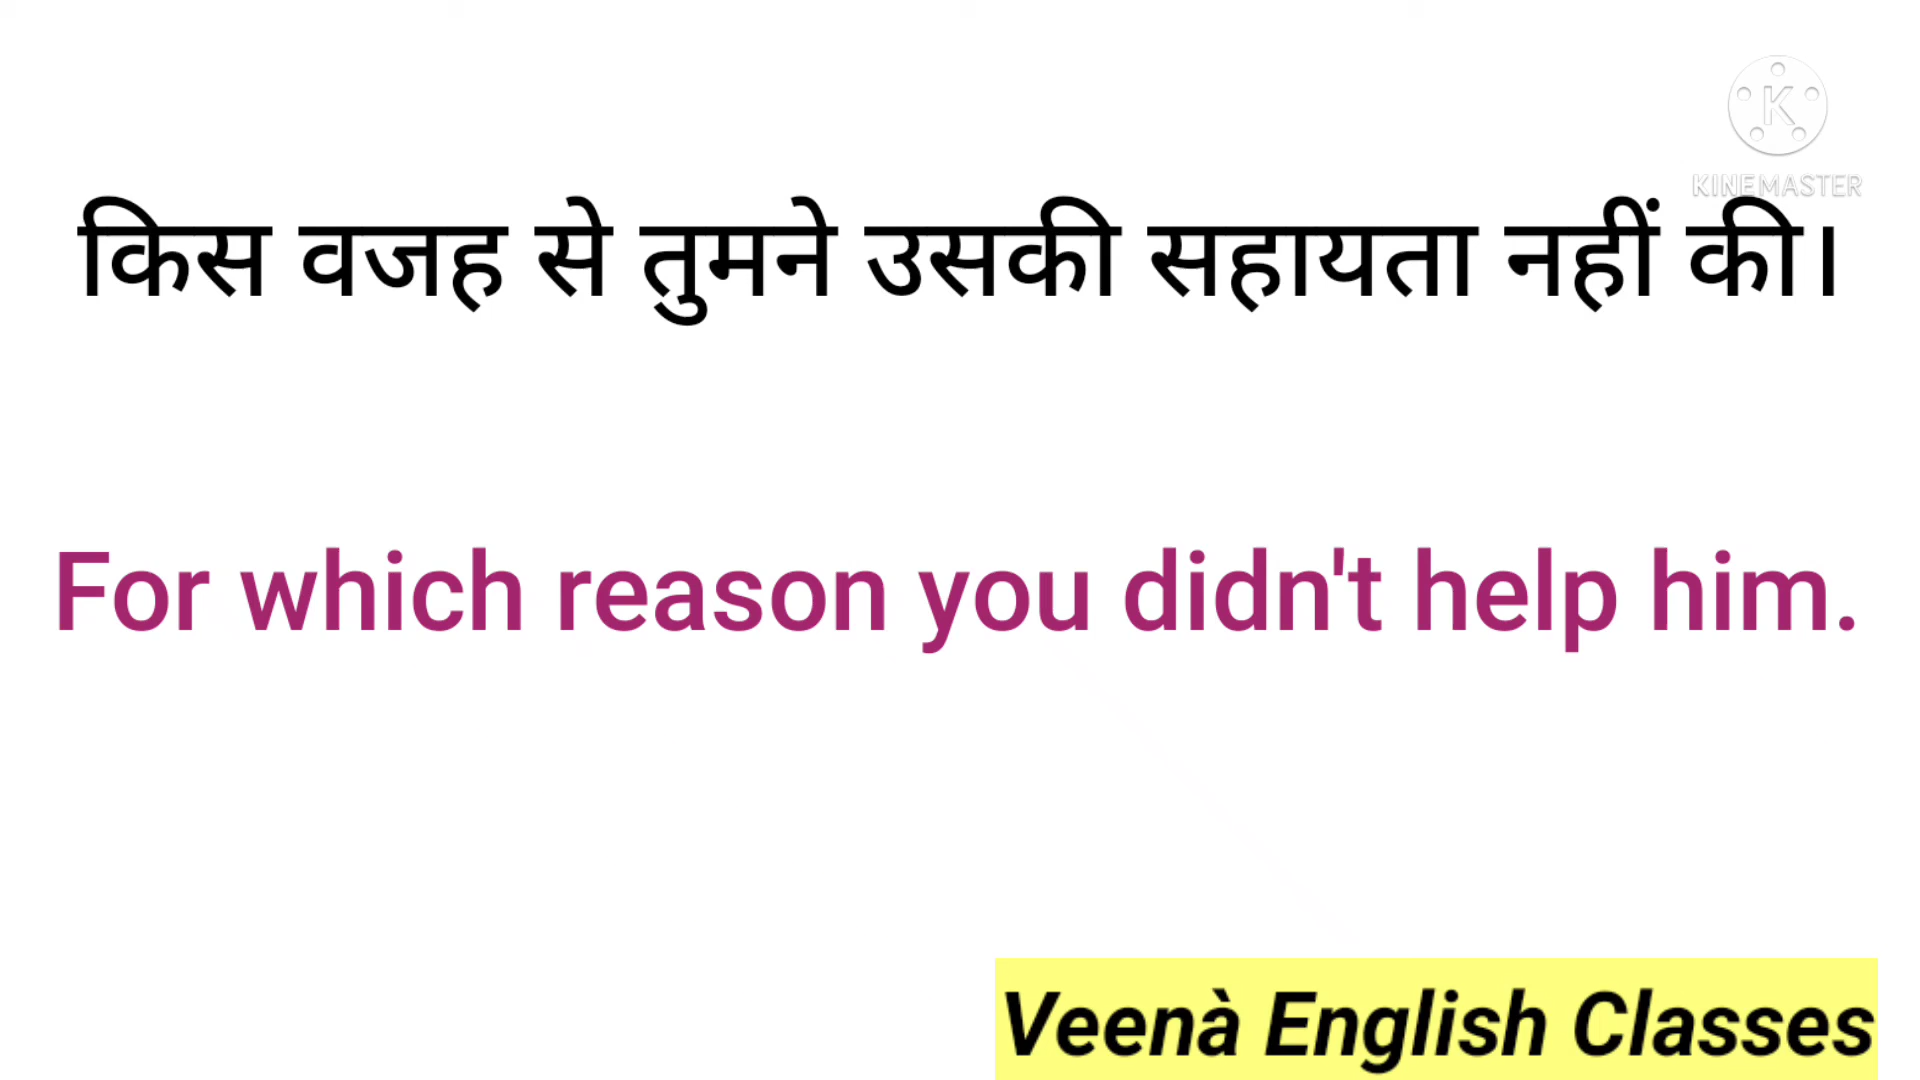 KINEMASTER
किस वजह से तुमने उसकी सहायता नहीं की।
For which reason you didn't help him.
Veenà English Classes